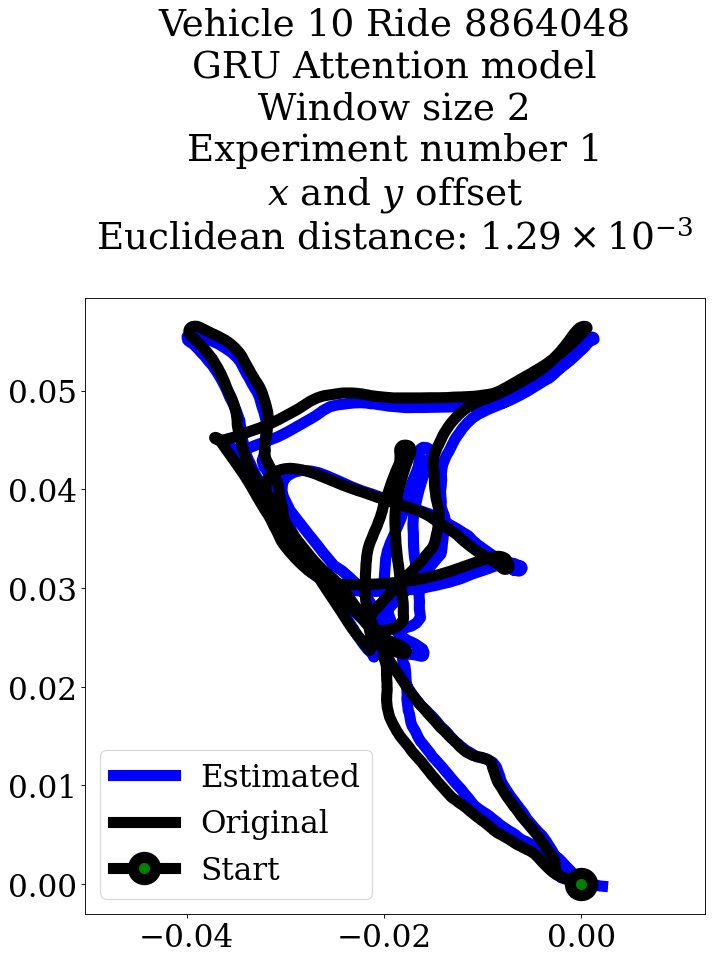 Vehicle 10 Ride 8864048
GRU Attention model
Window size 2
Experiment number 1
x and y offset
Euclidean distance: 1.29 × 10⁻³
0.05
0.04
0.03
0.02
0.01
0.00
Estimated
Original
Start
−0.04
−0.02
0.00